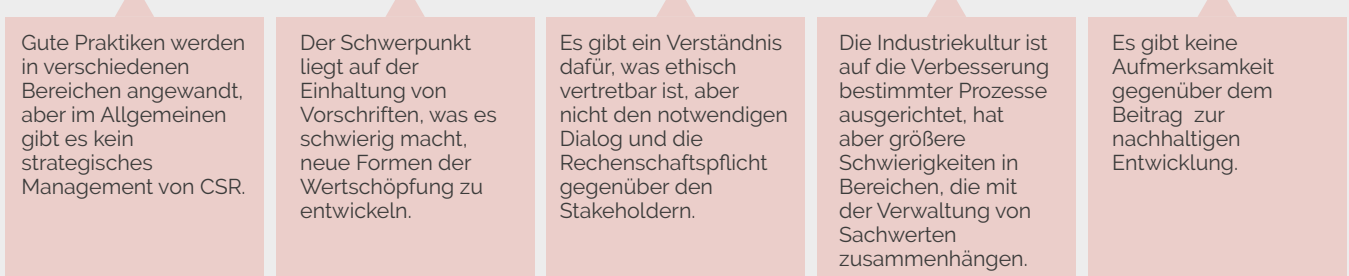 Gute Praktiken werden
in verschiedenen
Bereichen angewandt,
aber im Allgemeinen
gibt es kein
strategisches
Management von CSR.
Der Schwerpunkt
liegt auf der
Einhaltung von
Vorschriften, was es
schwierig macht,
neue Formen der
Wertschöpfung zu
entwickeln.
Es gibt ein Verständnis
dafür, was ethisch
vertretbar ist, aber
nicht den notwendigen
Dialog und die
Rechenschaftspflicht
gegenüber den
Stakeholdern.
Die Industriekultur ist
auf die Verbesserung
bestimmter Prozesse
ausgerichtet, hat
aber größere
Schwierigkeiten in
Bereichen, die mit
der Verwaltung von
Sachwerten
zusammenhängen.
Es gibt keine
Aufmerksamkeit
gegenüber dem
Beitrag zur
nachhaltigen
Entwicklung.